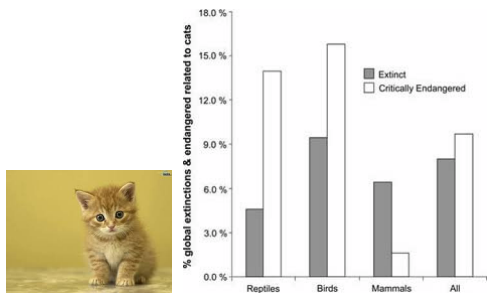 18.0 %
15.0 %
12.0 %
9.0 %
6.0 %
3.0 %
0.0 %
% global extinctions & endangered related to cats
Extinct
Critically Endangered
Reptiles Birds Mammals All